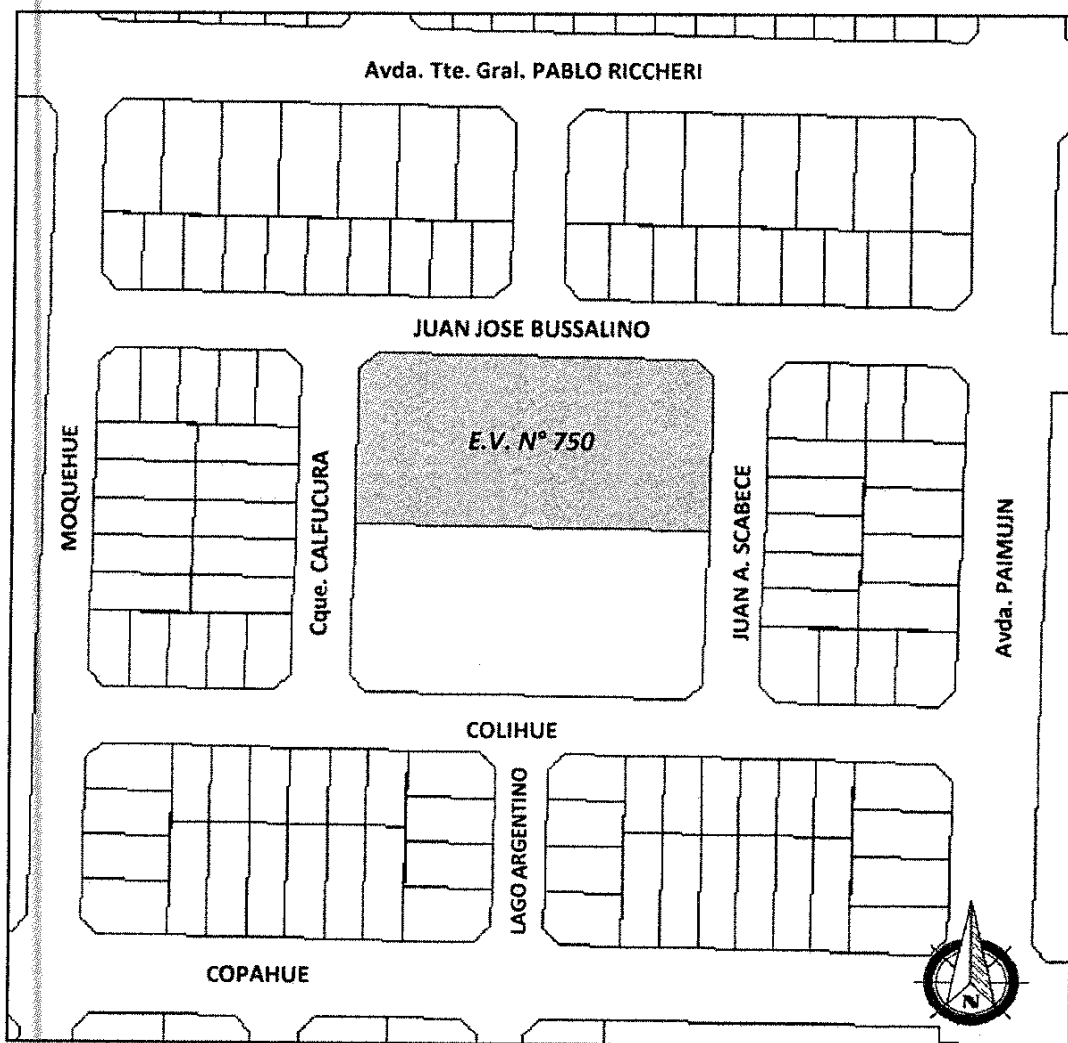 Avda. Tte. Gral. PABLO RICCHERI
JUAN JOSE BUSSALINO
E.V. N° 750
MOQUEHUE
Cque. CALFUCURA
JUAN A. SCABECE
Avda. PAIMUJN
COLIHUE
LAGO ARGENTINO
COPAHUE
N